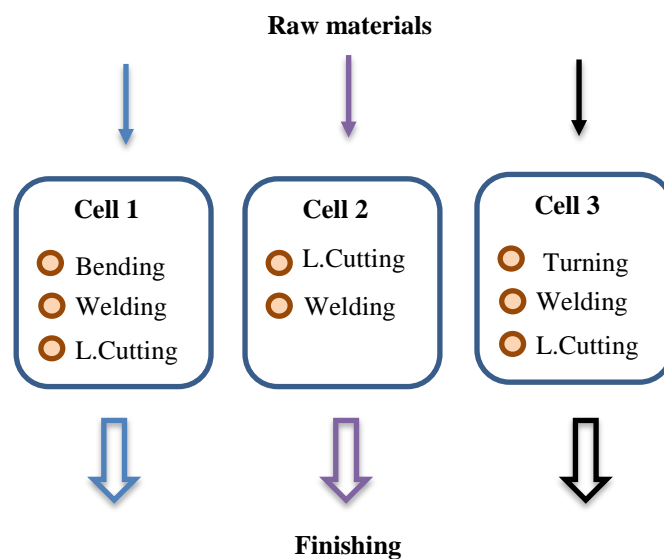 Raw materials
Cell 1
Bending
Welding
L.Cutting
Cell 2
L.Cutting
Welding
Cell 3
Turning
Welding
L.Cutting
Finishing